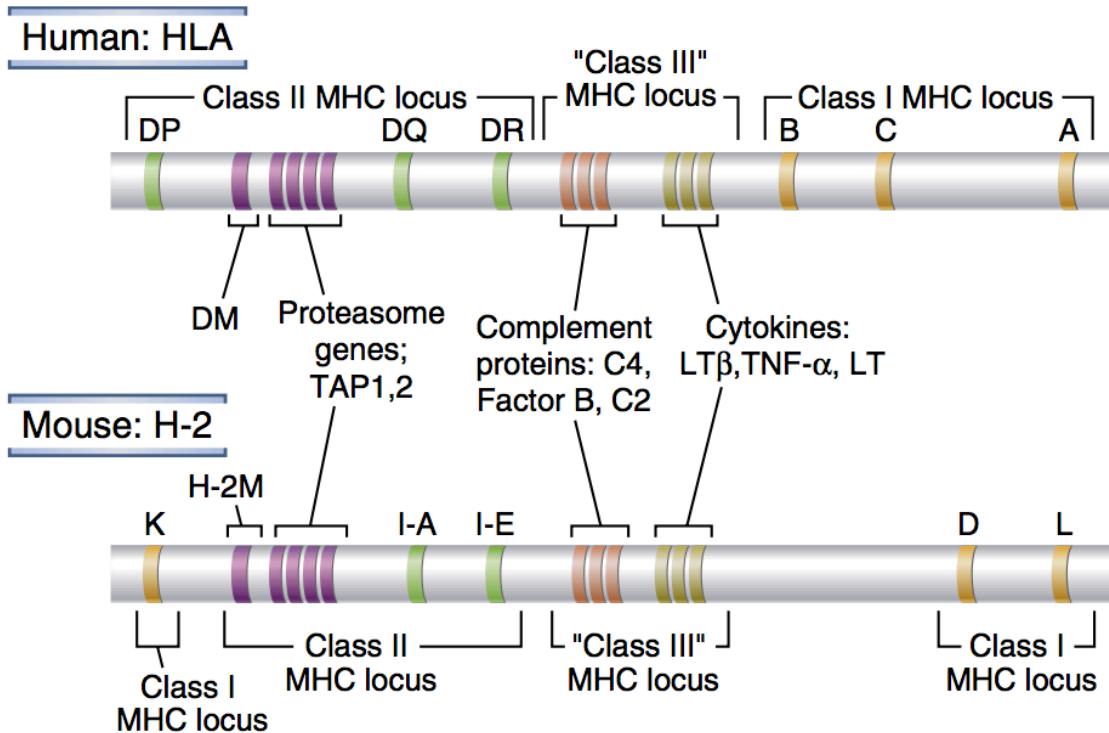 Human: HLA
"Class III"
MHC locus
Class II MHC locus
Class I MHC locus
DP
DQ
DR
B
C
A
DM
Proteasome
genes;
TAP1,2
Complement
proteins: C4,
Factor B, C2
Cytokines:
LTβ,TNF-α, LT
Mouse: H-2
H-2M
K
I-A
I-E
D
L
Class I
MHC locus
Class II
MHC locus
"Class III"
MHC locus
Class I
MHC locus